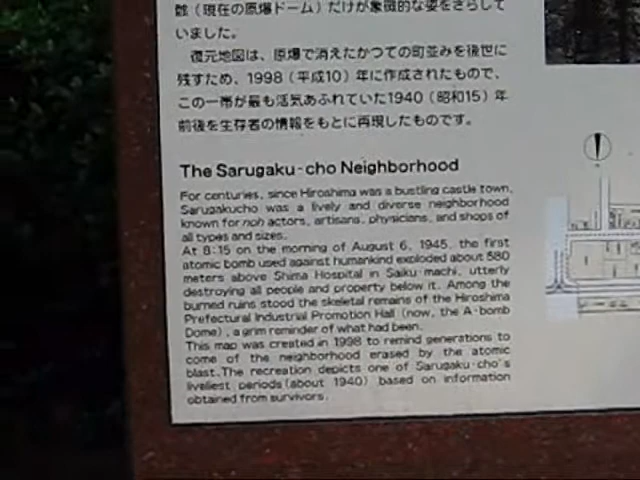 骸（現在の原爆ドーム）だけが象徴的な姿をさらして
いました。
復元地図は、原爆で消えたかつての町並みを後世に
残すため、1998（平成10）年に作成されたもので、
この一帯が最も活気あふれていた1940（昭和15）年
前後を生存者の情報をもとに再現したものです。
The Sarugaku-cho Neighborhood
For centuries, since Hiroshima was a bustling castle town,
Sarugakucho was a lively and diverse neighborhood
known for noh actors, artisans, physicians, and shops of
all types and sizes.
At 8:15 on the morning of August 6, 1945, the first
atomic bomb used against humankind exploded about 580
meters above Shima Hospital in Saiku-machi, utterly
destroying all people and property below it. Among the
burned ruins stood the skeletal remains of the Hiroshima
Prefectural Industrial Promotion Hall (now, the A-bomb
Dome), a grim reminder of what had been.
This map was created in 1998 to remind generations to
come of the neighborhood erased by the atomic
blast. The recreation depicts one of Sarugaku-cho's
liveliest periods (about 1940) based on information
obtained from survivors.